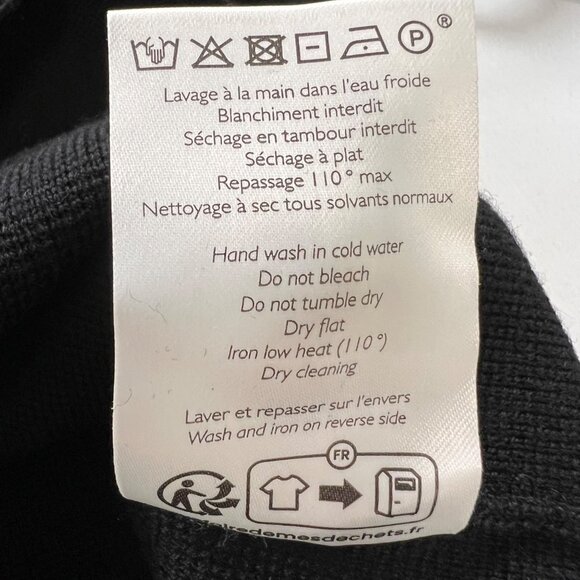 P ®
Lavage à la main dans l'eau froide
Blanchiment interdit
Séchage en tambour interdit
Séchage à plat
Repassage 110° max
Nettoyage à sec tous solvants normaux
Hand wash in cold water
Do not bleach
Do not tumble dry
Dry flat
Iron low heat (110°)
Dry cleaning
Laver et repasser sur l'envers
Wash and iron on reverse side
FR
airedemesdechets.fr